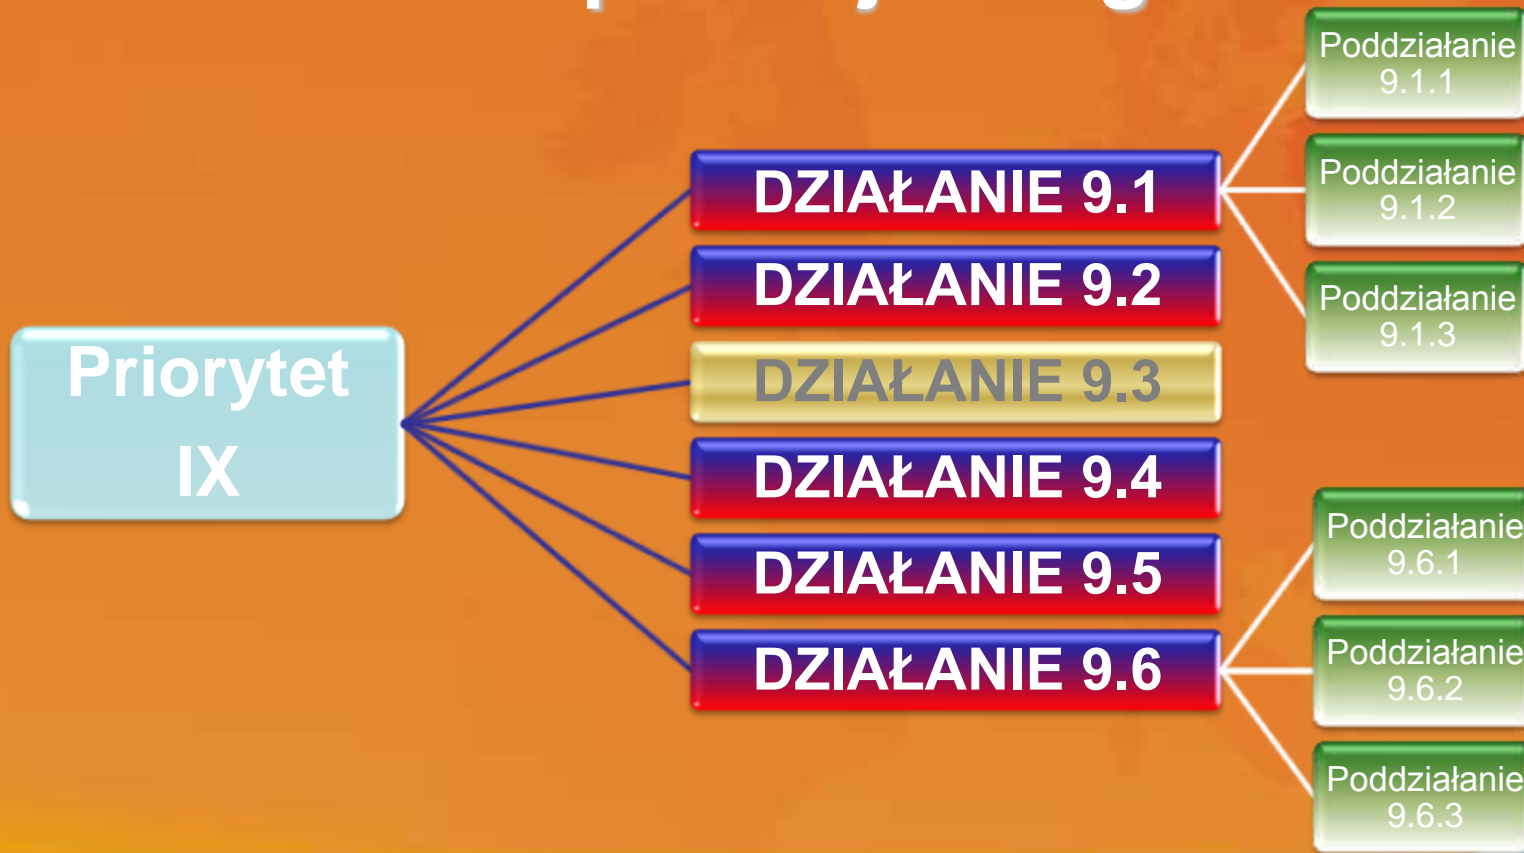 Priorytet
IX
DZIAŁANIE 9.1
DZIAŁANIE 9.2
DZIAŁANIE 9.3
DZIAŁANIE 9.4
DZIAŁANIE 9.5
DZIAŁANIE 9.6
Poddziałanie
9.1.1
Poddziałanie
9.1.2
Poddziałanie
9.1.3
Poddziałanie
9.6.1
Poddziałanie
9.6.2
Poddziałanie
9.6.3